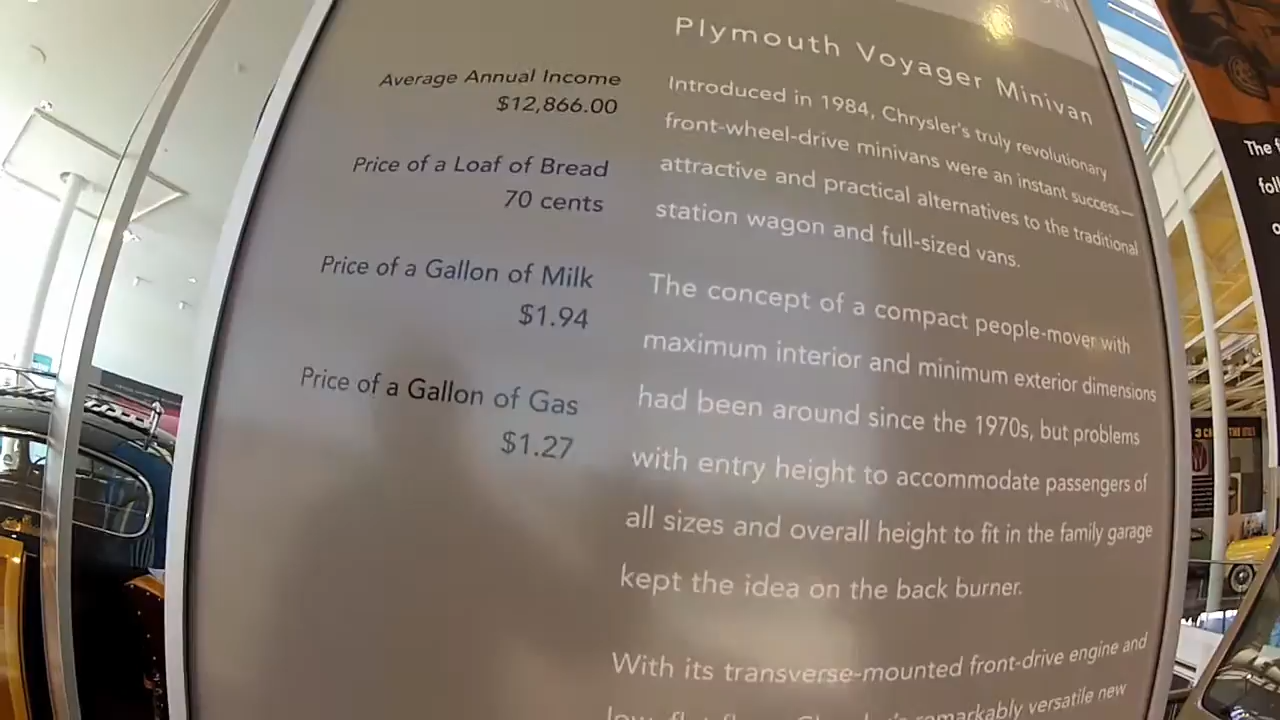 Plymouth Voyager Minivan
Average Annual Income
$12,866.00
Price of a Loaf of Bread
70 cents
Price of a Gallon of Milk
$1.94
Price of a Gallon of Gas
$1.27
Introduced in 1984, Chrysler's truly revolutionary
front-wheel-drive minivans were an instant success—
attractive and practical alternatives to the traditional
station wagon and full-sized vans.
The concept of a compact people-mover with
maximum interior and minimum exterior dimensions
had been around since the 1970s, but problems
with entry height to accommodate passengers of
all sizes and overall height to fit in the family garage
kept the idea on the back burner.
With its transverse-mounted front-drive engine and
remarkably versatile new
The